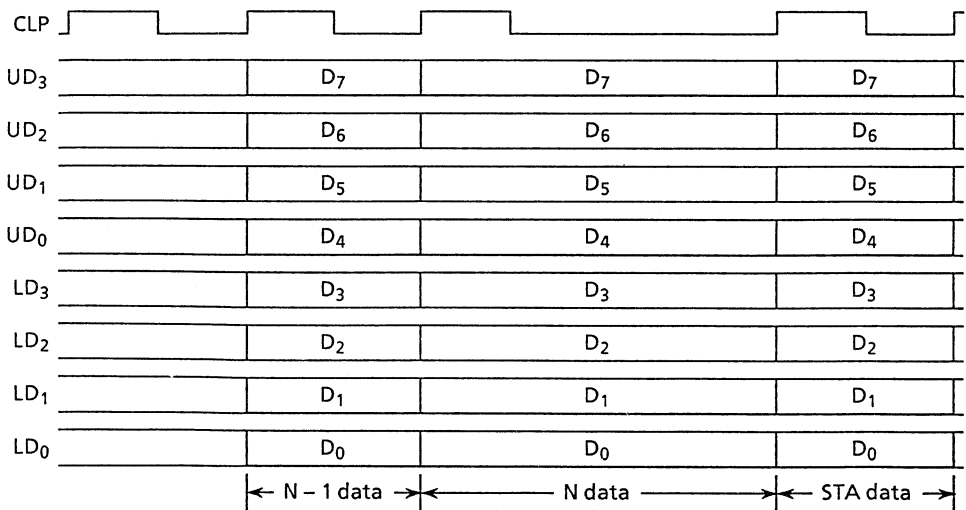 CLP
UD3 D7 D7 D7
UD2 D6 D6 D6
UD1 D5 D5 D5
UD0 D4 D4 D4
LD3 D3 D3 D3
LD2 D2 D2 D2
LD1 D1 D1 D1
LD0 D0 D0 D0
N – 1 data N data STA data